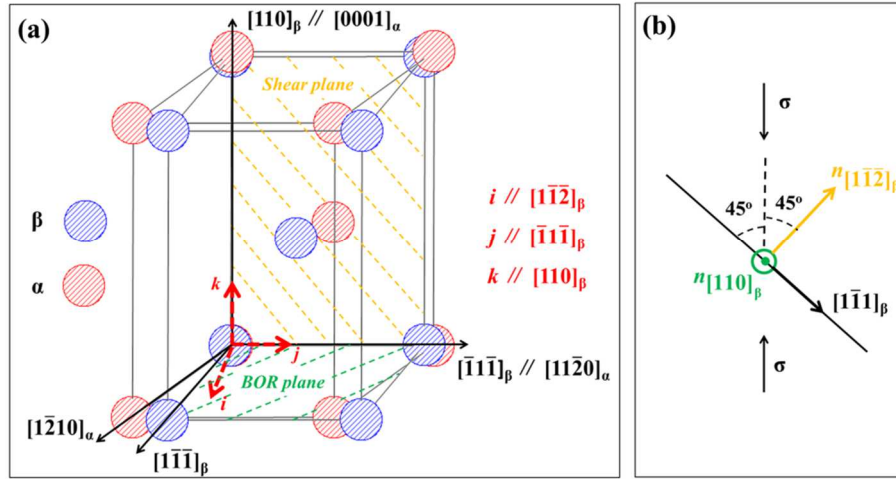 (a)
[110]β // [0001]α
Shear plane
β
α
i // [11̄2̄]β
j // [1̄11̄]β
k // [110]β
k
j
i
BOR plane
[1̄11̄]β // [112̄0]α
[12̄10]α
[11̄1̄]β
(b)
σ
n[11̄2̄]β
45°
45°
n[110]β
[11̄1]β
σ